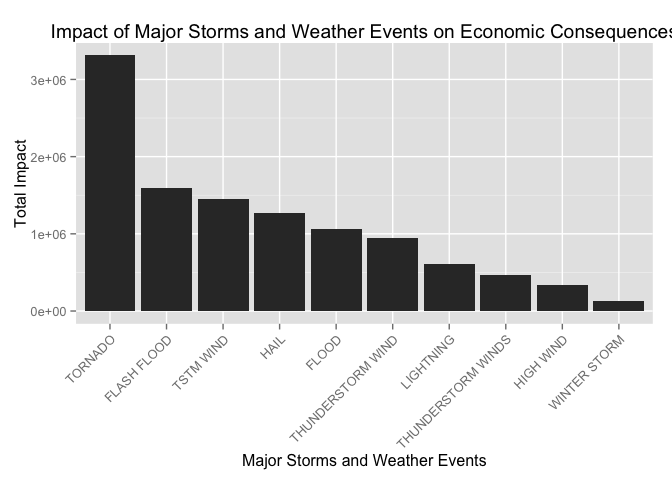 Impact of Major Storms and Weather Events on Economic Consequences
3e+06
2e+06
1e+06
0e+00
Total Impact
TORNADO
FLASH FLOOD
TSTM WIND
HAIL
FLOOD
THUNDERSTORM WIND
LIGHTNING
THUNDERSTORM WINDS
HIGH WIND
WINTER STORM
Major Storms and Weather Events